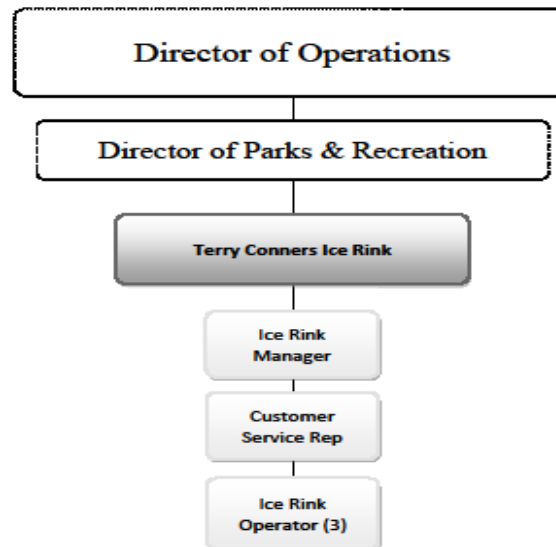 Director of Operations
Director of Parks & Recreation
Terry Conners Ice Rink
Ice Rink
Manager
Customer
Service Rep
Ice Rink
Operator (3)